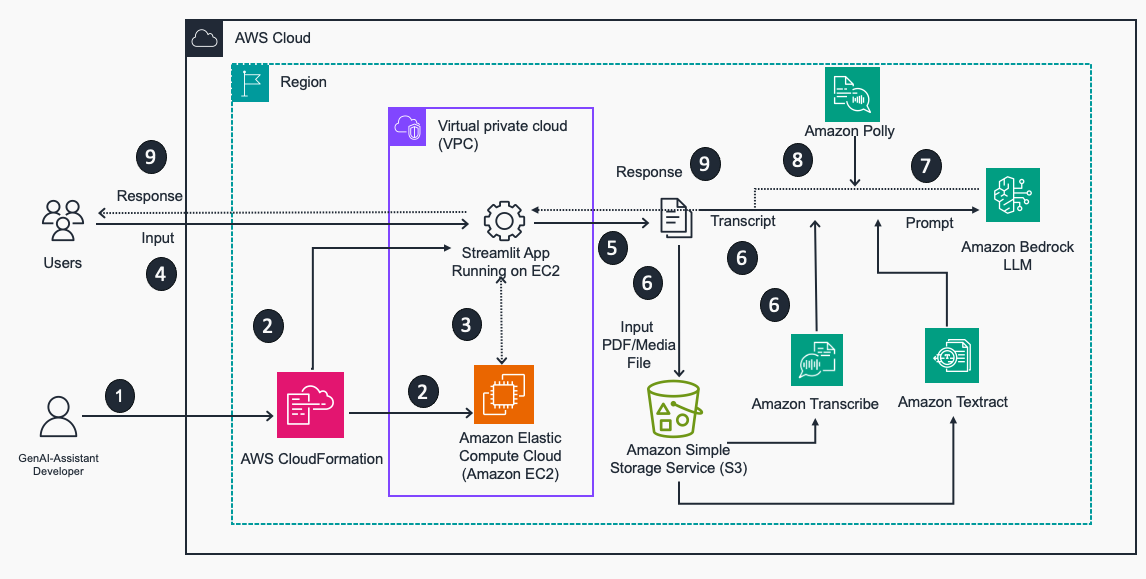 AWS Cloud
Region
Amazon Polly
Virtual private cloud
(VPC)
9
Response
9
8
7
Response
Input
Transcript
Prompt
Users
4
Streamlit App
Running on EC2
5
6
6
Amazon Bedrock
LLM
2
3
6
Input
PDF/Media
File
1
2
Amazon Transcribe
Amazon Textract
GenAI-Assistant
Developer
AWS CloudFormation
Amazon Elastic
Compute Cloud
(Amazon EC2)
Amazon Simple
Storage Service (S3)